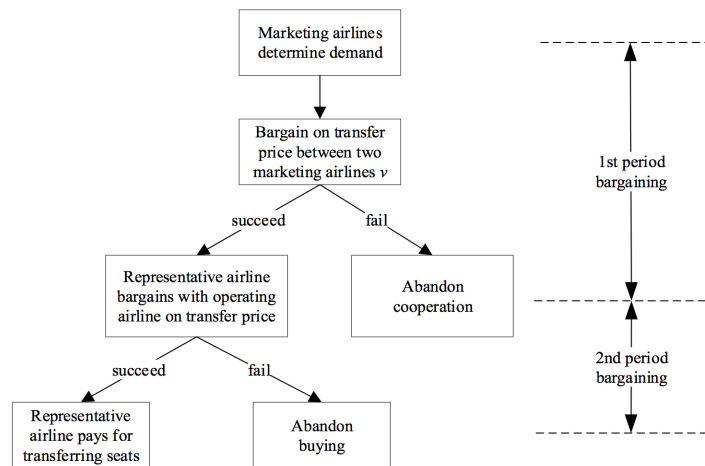 Marketing airlines
determine demand
Bargain on transfer
price between two
marketing airlines v
1st period
bargaining
succeed
fail
Representative airline
bargains with operating
airline on transfer price
Abandon
cooperation
2nd period
bargaining
succeed
fail
Representative
airline pays for
transferring seats
Abandon
buying